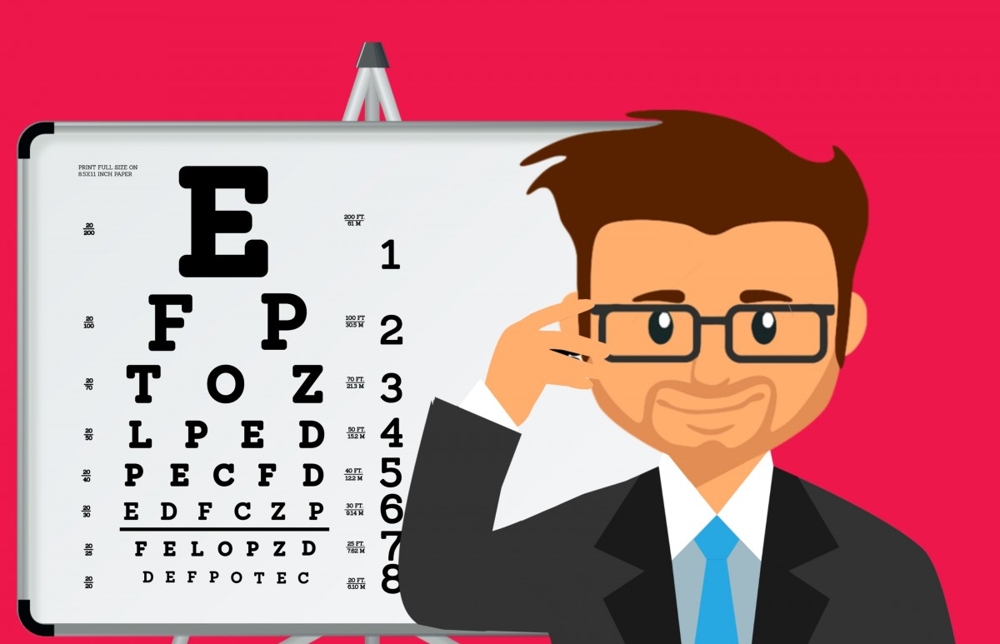 PRINT FULL SIZE ON
8.5X11 INCH PAPER
20
200
E
200 FT.
61 M
1
20
100
F P
100 FT
30.5 M
2
20
70
T O Z
70 FT.
21.3 M
3
20
50
L P E D
50 FT.
15.2 M
4
20
40
P E C F D
40 FT.
12.2 M
5
20
30
E D F C Z P
30 FT.
9.14 M
6
20
25
F E L O P Z D
25 FT.
7.62 M
7
20
20
D E F P O T E C
20 FT.
6.10 M
8